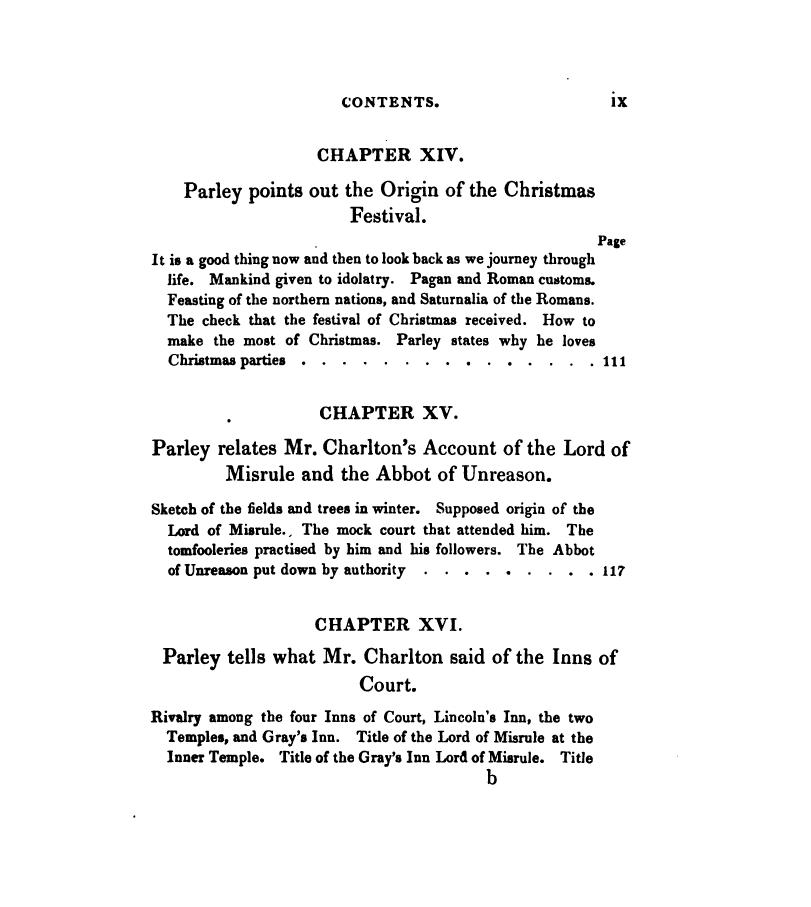 CONTENTS. ix
CHAPTER XIV.
Parley points out the Origin of the Christmas
Festival.
Page
It is a good thing now and then to look back as we journey through
life. Mankind given to idolatry. Pagan and Roman customs.
Feasting of the northern nations, and Saturnalia of the Romans.
The check that the festival of Christmas received. How to
make the most of Christmas. Parley states why he loves
Christmas parties . . . . . . . . . . . . . . . 111
CHAPTER XV.
Parley relates Mr. Charlton's Account of the Lord of
Misrule and the Abbot of Unreason.
Sketch of the fields and trees in winter. Supposed origin of the
Lord of Misrule. The mock court that attended him. The
tomfooleries practised by him and his followers. The Abbot
of Unreason put down by authority . . . . . . . . . 117
CHAPTER XVI.
Parley tells what Mr. Charlton said of the Inns of
Court.
Rivalry among the four Inns of Court, Lincoln's Inn, the two
Temples, and Gray's Inn. Title of the Lord of Misrule at the
Inner Temple. Title of the Gray's Inn Lord of Misrule. Title
b